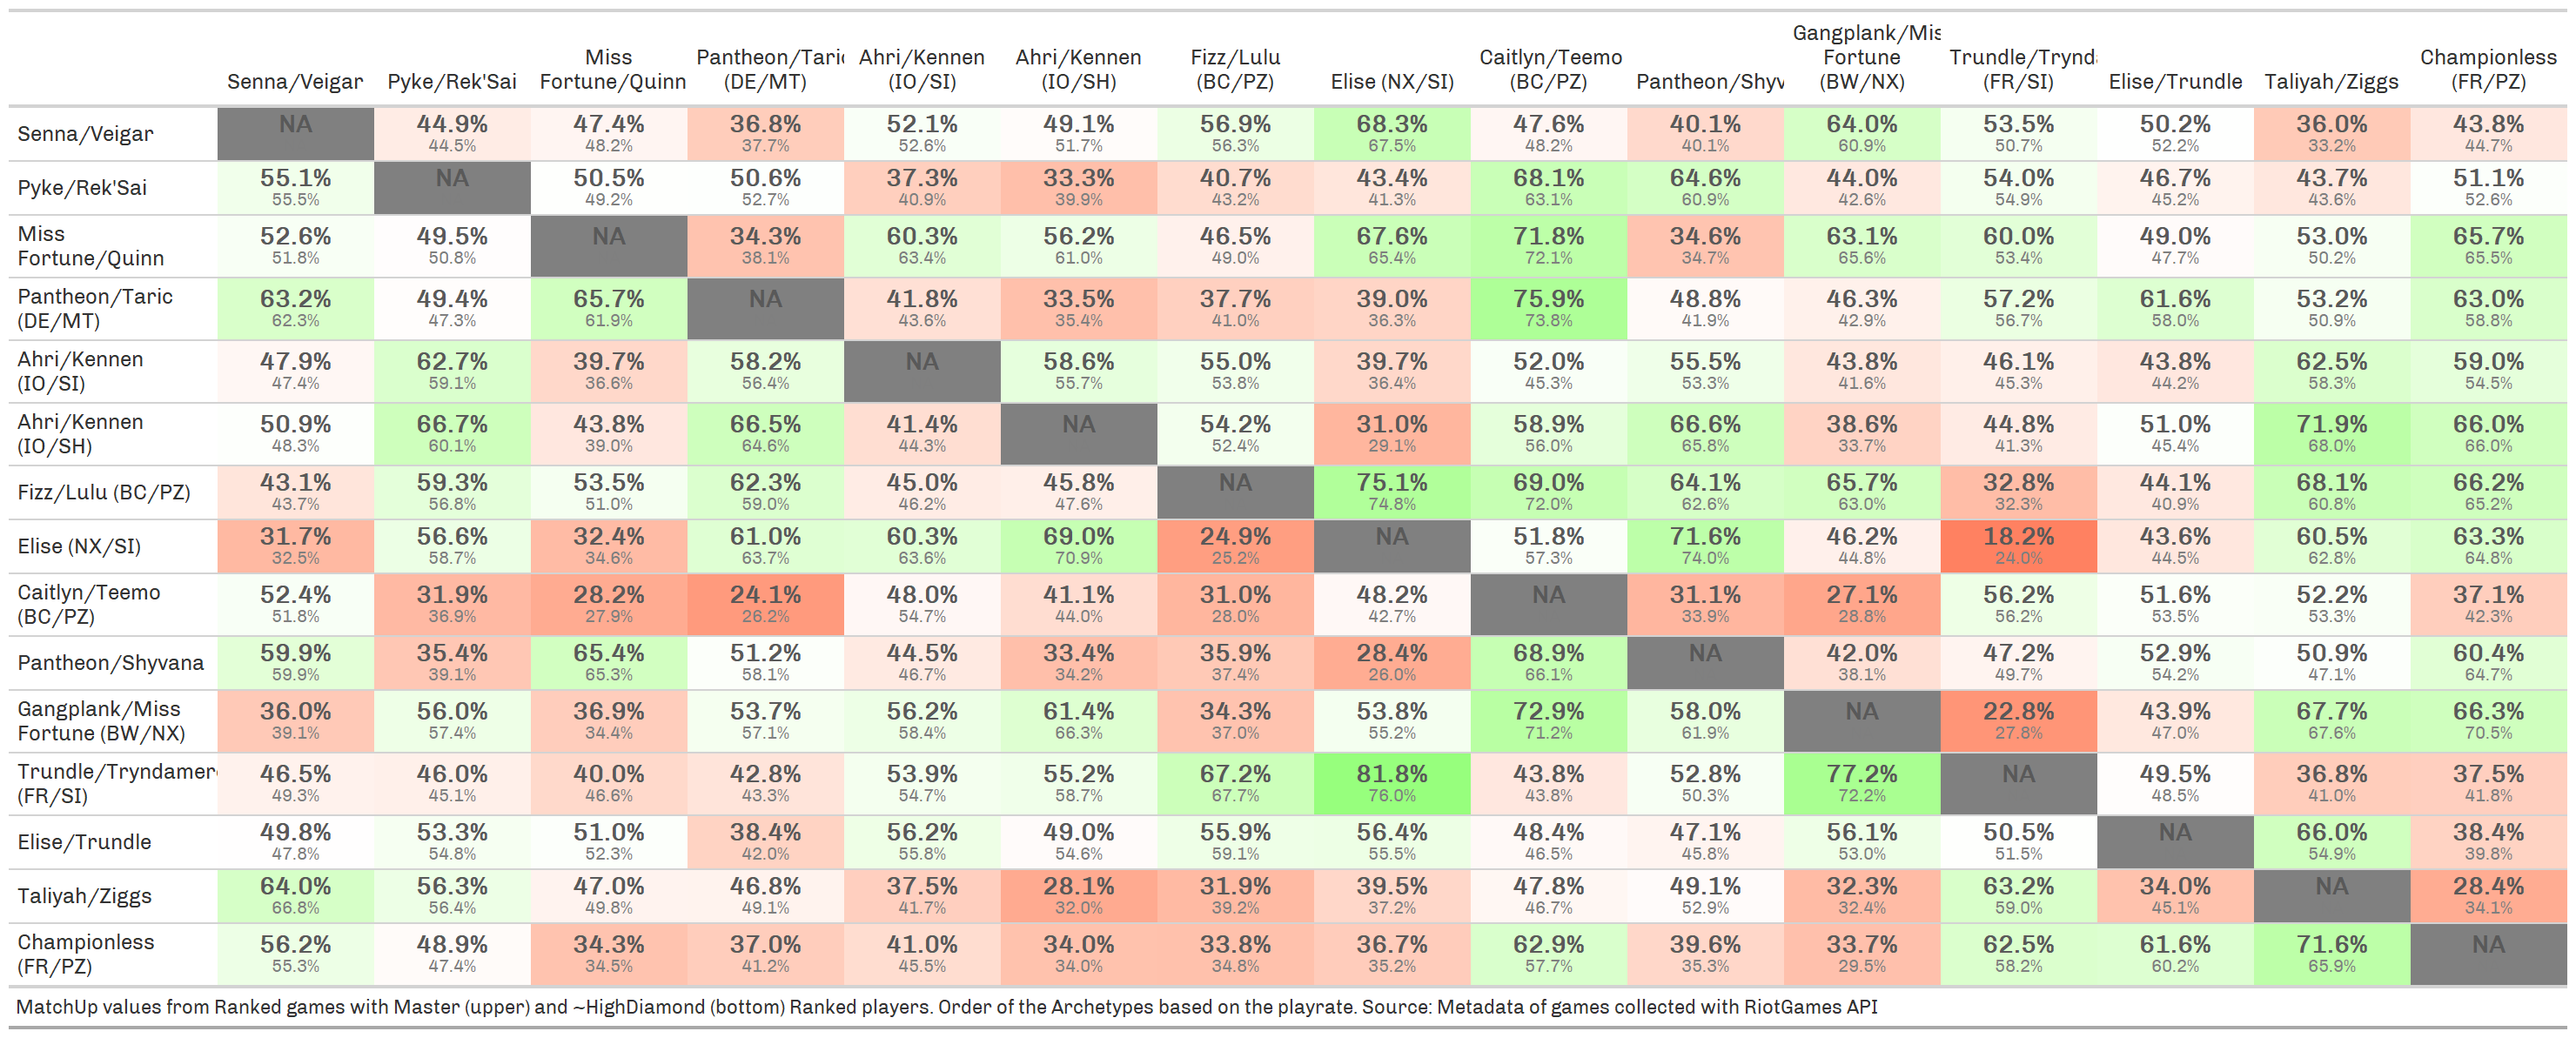 Gangplank/Mis
Miss Pantheon/Taric Ahri/Kennen Ahri/Kennen Fizz/Lulu Caitlyn/Teemo Fortune Trundle/Trynda Championless
Senna/Veigar Pyke/Rek'Sai Fortune/Quinn (DE/MT) (IO/SI) (IO/SH) (BC/PZ) Elise (NX/SI) (BC/PZ) Pantheon/Shyv (BW/NX) (FR/SI) Elise/Trundle Taliyah/Ziggs (FR/PZ)
Senna/Veigar NA 44.9% 47.4% 36.8% 52.1% 49.1% 56.9% 68.3% 47.6% 40.1% 64.0% 53.5% 50.2% 36.0% 43.8%
44.5% 48.2% 37.7% 52.6% 51.7% 56.3% 67.5% 48.2% 40.1% 60.9% 50.7% 52.2% 33.2% 44.7%
Pyke/Rek'Sai 55.1% NA 50.5% 50.6% 37.3% 33.3% 40.7% 43.4% 68.1% 64.6% 44.0% 54.0% 46.7% 43.7% 51.1%
55.5% 49.2% 52.7% 40.9% 39.9% 43.2% 41.3% 63.1% 60.9% 42.6% 54.9% 45.2% 43.6% 52.6%
Miss 52.6% 49.5% NA 34.3% 60.3% 56.2% 46.5% 67.6% 71.8% 34.6% 63.1% 60.0% 49.0% 53.0% 65.7%
Fortune/Quinn 51.8% 50.8% 38.1% 63.4% 61.0% 49.0% 65.4% 72.1% 34.7% 65.6% 53.4% 47.7% 50.2% 65.5%
Pantheon/Taric 63.2% 49.4% 65.7% NA 41.8% 33.5% 37.7% 39.0% 75.9% 48.8% 46.3% 57.2% 61.6% 53.2% 63.0%
(DE/MT) 62.3% 47.3% 61.9% 43.6% 35.4% 41.0% 36.3% 73.8% 41.9% 42.9% 56.7% 58.0% 50.9% 58.8%
Ahri/Kennen 47.9% 62.7% 39.7% 58.2% NA 58.6% 55.0% 39.7% 52.0% 55.5% 43.8% 46.1% 43.8% 62.5% 59.0%
(IO/SI) 47.4% 59.1% 36.6% 56.4% 55.7% 53.8% 36.4% 45.3% 53.3% 41.6% 45.3% 44.2% 58.3% 54.5%
Ahri/Kennen 50.9% 66.7% 43.8% 66.5% 41.4% NA 54.2% 31.0% 58.9% 66.6% 38.6% 44.8% 51.0% 71.9% 66.0%
(IO/SH) 48.3% 60.1% 39.0% 64.6% 44.3% 52.4% 29.1% 56.0% 65.8% 33.7% 41.3% 45.4% 68.0% 66.0%
Fizz/Lulu (BC/PZ) 43.1% 59.3% 53.5% 62.3% 45.0% 45.8% NA 75.1% 69.0% 64.1% 65.7% 32.8% 44.1% 68.1% 66.2%
43.7% 56.8% 51.0% 59.0% 46.2% 47.6% 74.8% 72.0% 62.6% 63.0% 32.3% 40.9% 60.8% 65.2%
Elise (NX/SI) 31.7% 56.6% 32.4% 61.0% 60.3% 69.0% 24.9% NA 51.8% 71.6% 46.2% 18.2% 43.6% 60.5% 63.3%
32.5% 58.7% 34.6% 63.7% 63.6% 70.9% 25.2% 57.3% 74.0% 44.8% 24.0% 44.5% 62.8% 64.8%
Caitlyn/Teemo 52.4% 31.9% 28.2% 24.1% 48.0% 41.1% 31.0% 48.2% NA 31.1% 27.1% 56.2% 51.6% 52.2% 37.1%
(BC/PZ) 51.8% 36.9% 27.9% 26.2% 54.7% 44.0% 28.0% 42.7% 33.9% 28.8% 56.2% 53.5% 53.3% 42.3%
Pantheon/Shyvana 59.9% 35.4% 65.4% 51.2% 44.5% 33.4% 35.9% 28.4% 68.9% NA 42.0% 47.2% 52.9% 50.9% 60.4%
59.9% 39.1% 65.3% 58.1% 46.7% 34.2% 37.4% 26.0% 66.1% 38.1% 49.7% 54.2% 47.1% 64.7%
Gangplank/Miss 36.0% 56.0% 36.9% 53.7% 56.2% 61.4% 34.3% 53.8% 72.9% 58.0% NA 22.8% 43.9% 67.7% 66.3%
Fortune (BW/NX) 39.1% 57.4% 34.4% 57.1% 58.4% 66.3% 37.0% 55.2% 71.2% 61.9% 27.8% 47.0% 67.6% 70.5%
Trundle/Tryndamer 46.5% 46.0% 40.0% 42.8% 53.9% 55.2% 67.2% 81.8% 43.8% 52.8% 77.2% NA 49.5% 36.8% 37.5%
(FR/SI) 49.3% 45.1% 46.6% 43.3% 54.7% 58.7% 67.7% 76.0% 43.8% 50.3% 72.2% 48.5% 41.0% 41.8%
Elise/Trundle 49.8% 53.3% 51.0% 38.4% 56.2% 49.0% 55.9% 56.4% 48.4% 47.1% 56.1% 50.5% NA 66.0% 38.4%
47.8% 54.8% 52.3% 42.0% 55.8% 54.6% 59.1% 55.5% 46.5% 45.8% 53.0% 51.5% 54.9% 39.8%
Taliyah/Ziggs 64.0% 56.3% 47.0% 46.8% 37.5% 28.1% 31.9% 39.5% 47.8% 49.1% 32.3% 63.2% 34.0% NA 28.4%
66.8% 56.4% 49.8% 49.1% 41.7% 32.0% 39.2% 37.2% 46.7% 52.9% 32.4% 59.0% 45.1% 34.1%
Championless 56.2% 48.9% 34.3% 37.0% 41.0% 34.0% 33.8% 36.7% 62.9% 39.6% 33.7% 62.5% 61.6% 71.6% NA
(FR/PZ) 55.3% 47.4% 34.5% 41.2% 45.5% 34.0% 34.8% 35.2% 57.7% 35.3% 29.5% 58.2% 60.2% 65.9%
MatchUp values from Ranked games with Master (upper) and ~HighDiamond (bottom) Ranked players. Order of the Archetypes based on the playrate. Source: Metadata of games collected with RiotGames API